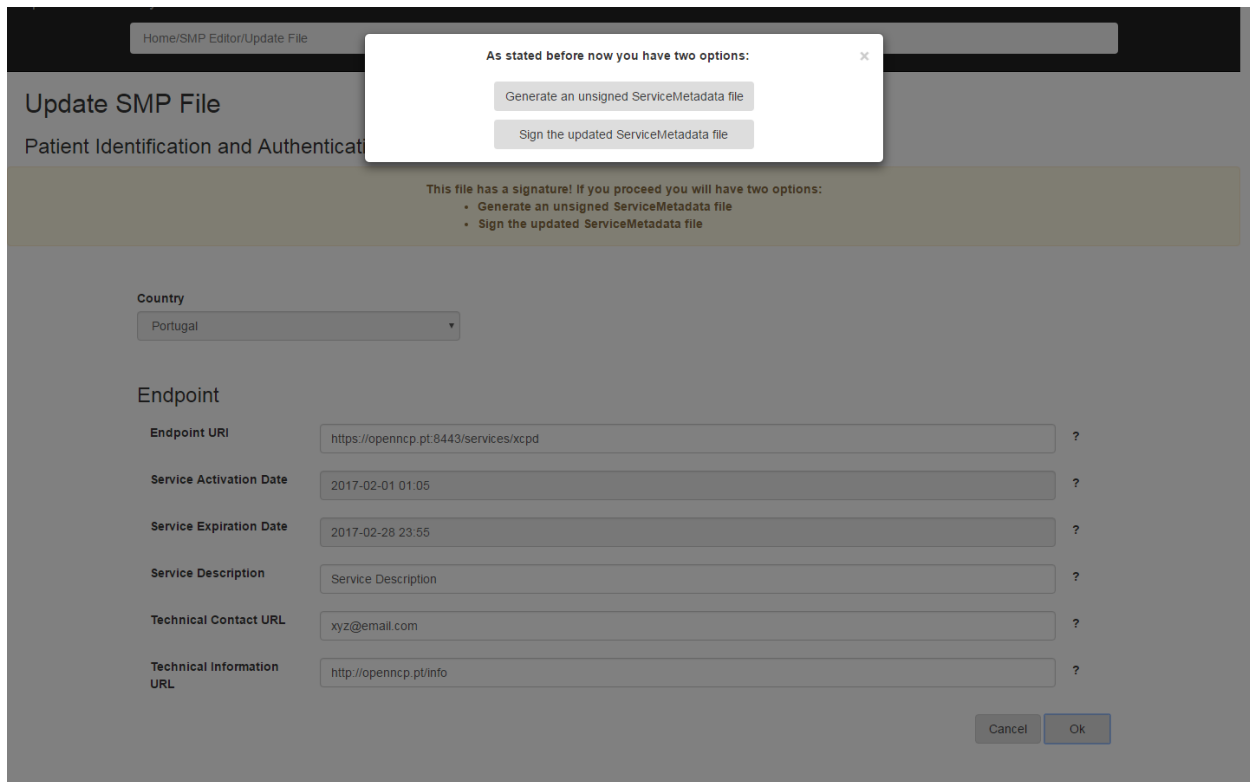 Home/SMP Editor/Update File
As stated before now you have two options:
×
Generate an unsigned ServiceMetadata file
Sign the updated ServiceMetadata file
Update SMP File
Patient Identification and Authenticati
This file has a signature! If you proceed you will have two options:
• Generate an unsigned ServiceMetadata file
• Sign the updated ServiceMetadata file
Country
Portugal
Endpoint
Endpoint URI
https://openncp.pt:8443/services/xcpd
?
Service Activation Date
2017-02-01 01:05
?
Service Expiration Date
2017-02-28 23:55
?
Service Description
Service Description
?
Technical Contact URL
xyz@email.com
?
Technical Information
URL
http://openncp.pt/info
?
Cancel
Ok